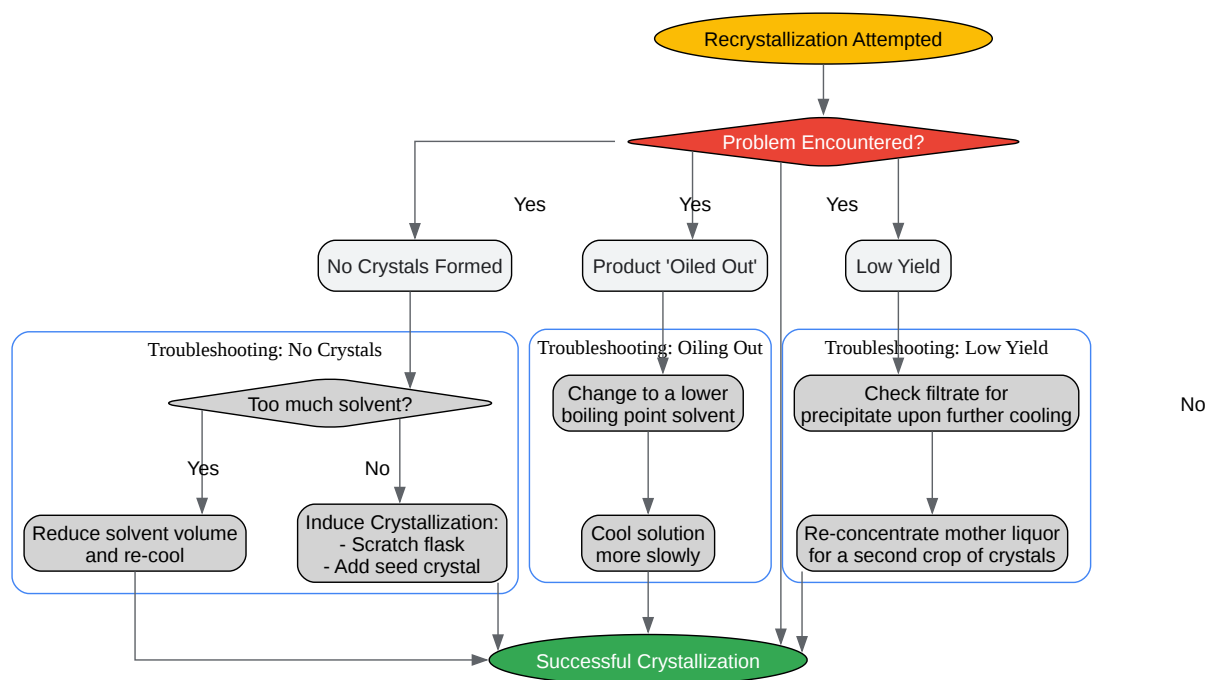 Recrystallization Attempted
Problem Encountered?
Yes
Yes
Yes
No Crystals Formed
Product 'Oiled Out'
Low Yield
Troubleshooting: No Crystals
Troubleshooting: Oiling Out
Troubleshooting: Low Yield
Too much solvent?
Change to a lower
boiling point solvent
Check filtrate for
precipitate upon further cooling
No
Yes
No
Reduce solvent volume
and re-cool
Induce Crystallization:
- Scratch flask
- Add seed crystal
Cool solution
more slowly
Re-concentrate mother liquor
for a second crop of crystals
Successful Crystallization